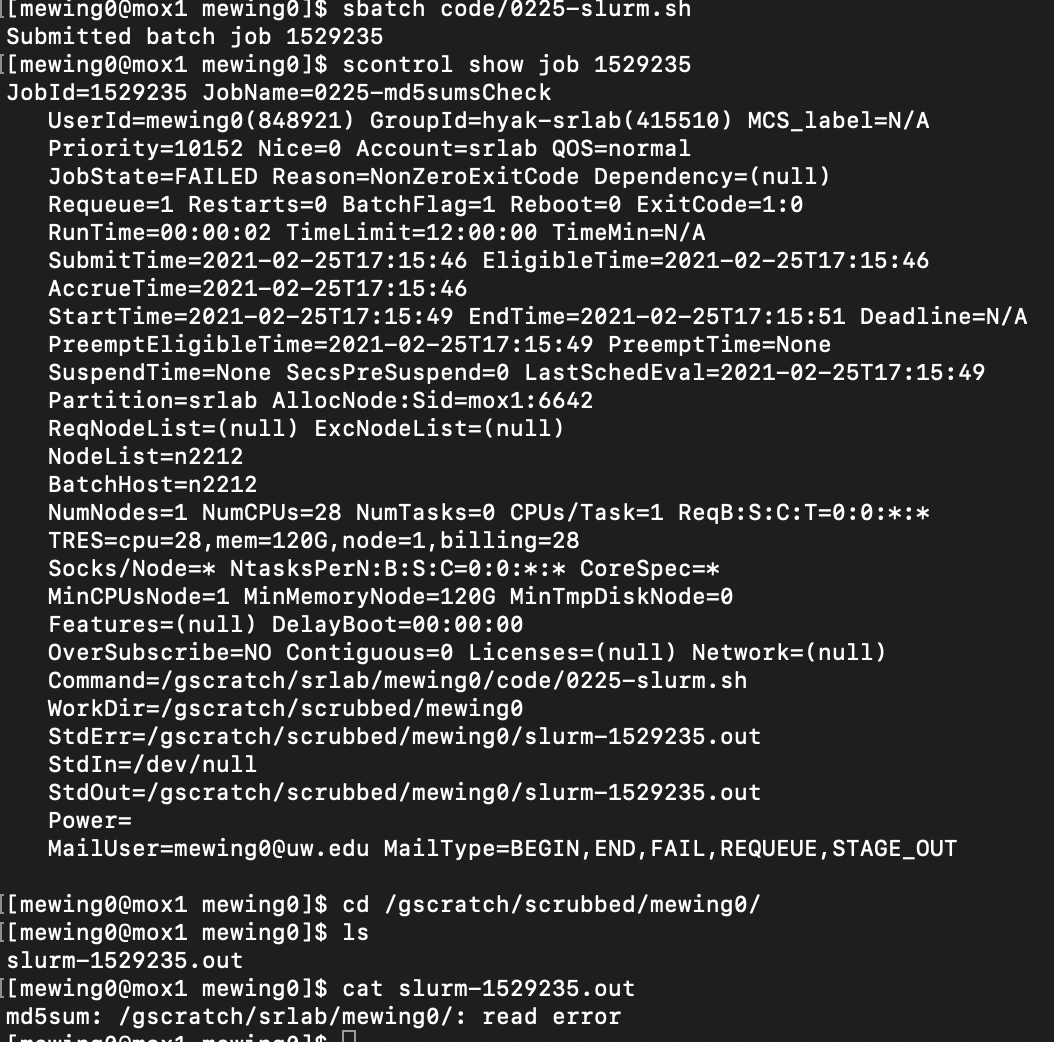 [[mewing0@mox1 mewing0]$ sbatch code/0225-slurm.sh
Submitted batch job 1529235
[[mewing0@mox1 mewing0]$ scontrol show job 1529235
JobId=1529235 JobName=0225-md5sumsCheck
UserId=mewing0(848921) GroupId=hyak-srlab(415510) MCS_label=N/A
Priority=10152 Nice=0 Account=srlab QOS=normal
JobState=FAILED Reason=NonZeroExitCode Dependency=(null)
Requeue=1 Restarts=0 BatchFlag=1 Reboot=0 ExitCode=1:0
RunTime=00:00:02 TimeLimit=12:00:00 TimeMin=N/A
SubmitTime=2021-02-25T17:15:46 EligibleTime=2021-02-25T17:15:46
AccrueTime=2021-02-25T17:15:46
StartTime=2021-02-25T17:15:49 EndTime=2021-02-25T17:15:51 Deadline=N/A
PreemptEligibleTime=2021-02-25T17:15:49 PreemptTime=None
SuspendTime=None SecsPreSuspend=0 LastSchedEval=2021-02-25T17:15:49
Partition=srlab AllocNode:Sid=mox1:6642
ReqNodeList=(null) ExcNodeList=(null)
NodeList=n2212
BatchHost=n2212
NumNodes=1 NumCPUs=28 NumTasks=0 CPUs/Task=1 ReqB:S:C:T=0:0:*:*
TRES=cpu=28,mem=120G,node=1,billing=28
Socks/Node=* NtasksPerN:B:S:C=0:0:*:* CoreSpec=*
MinCPUsNode=1 MinMemoryNode=120G MinTmpDiskNode=0
Features=(null) DelayBoot=00:00:00
OverSubscribe=NO Contiguous=0 Licenses=(null) Network=(null)
Command=/gscratch/srlab/mewing0/code/0225-slurm.sh
WorkDir=/gscratch/scrubbed/mewing0
StdErr=/gscratch/scrubbed/mewing0/slurm-1529235.out
StdIn=/dev/null
StdOut=/gscratch/scrubbed/mewing0/slurm-1529235.out
Power=
MailUser=mewing0@uw.edu MailType=BEGIN,END,FAIL,REQUEUE,STAGE_OUT
[[mewing0@mox1 mewing0]$ cd /gscratch/scrubbed/mewing0/
[[mewing0@mox1 mewing0]$ ls
slurm-1529235.out
[[mewing0@mox1 mewing0]$ cat slurm-1529235.out
md5sum: /gscratch/srlab/mewing0/: read error
[mewing0@mox1 mewing0]$